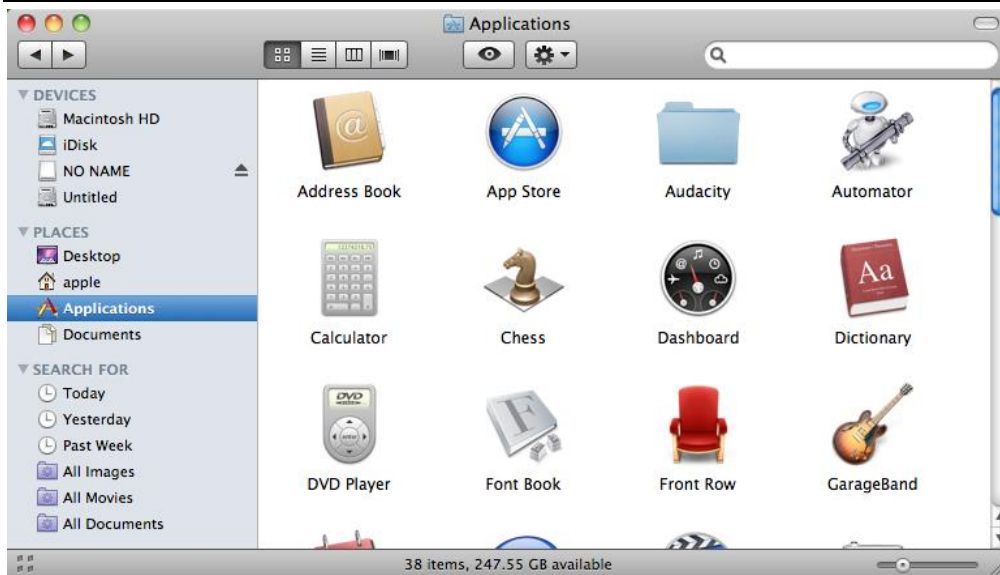 Applications
DEVICES
Macintosh HD
iDisk
NO NAME
Untitled
PLACES
Desktop
apple
Applications
Documents
SEARCH FOR
Today
Yesterday
Past Week
All Images
All Movies
All Documents
Address Book
App Store
Audacity
Automator
Calculator
Chess
Dashboard
Dictionary
Aa
DVD Player
DVD
Font Book
Front Row
GarageBand
38 items, 247.55 GB available